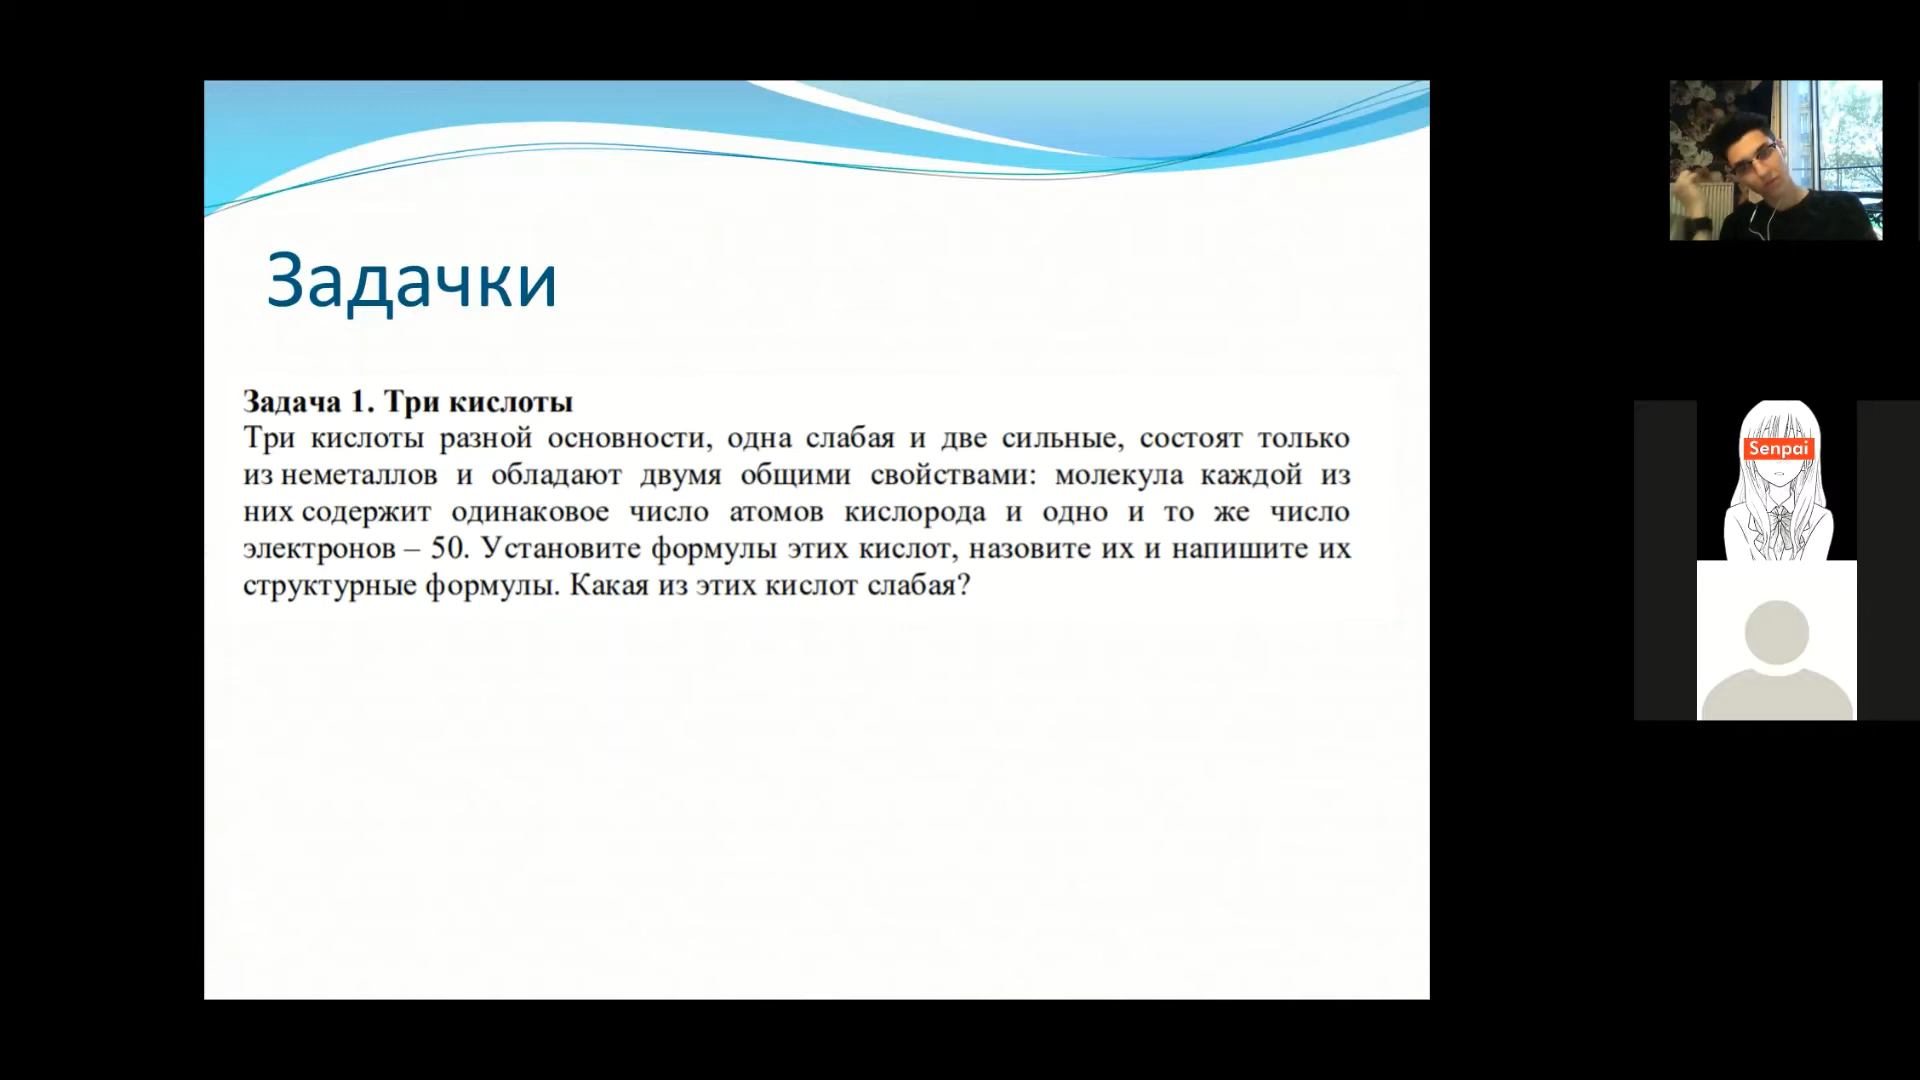 Задачки
Задача 1. Три кислоты
Три кислоты разной основности, одна слабая и две сильные, состоят только
из неметаллов и обладают двумя общими свойствами: молекула каждой из
них содержит одинаковое число атомов кислорода и одно и то же число
электронов – 50. Установите формулы этих кислот, назовите их и напишите их
структурные формулы. Какая из этих кислот слабая?
Senpai